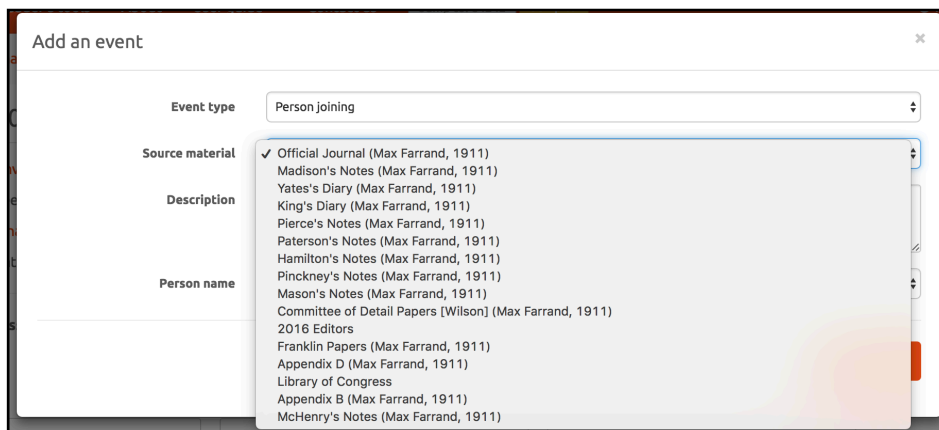 Add an event
×
Event type
Person joining
Source material
✓ Official Journal (Max Farrand, 1911)
Madison's Notes (Max Farrand, 1911)
Yates's Diary (Max Farrand, 1911)
Description
King's Diary (Max Farrand, 1911)
Pierce's Notes (Max Farrand, 1911)
Paterson's Notes (Max Farrand, 1911)
Hamilton's Notes (Max Farrand, 1911)
Pinckney's Notes (Max Farrand, 1911)
Person name
Mason's Notes (Max Farrand, 1911)
Committee of Detail Papers [Wilson] (Max Farrand, 1911)
2016 Editors
Franklin Papers (Max Farrand, 1911)
Appendix D (Max Farrand, 1911)
Library of Congress
Appendix B (Max Farrand, 1911)
McHenry's Notes (Max Farrand, 1911)